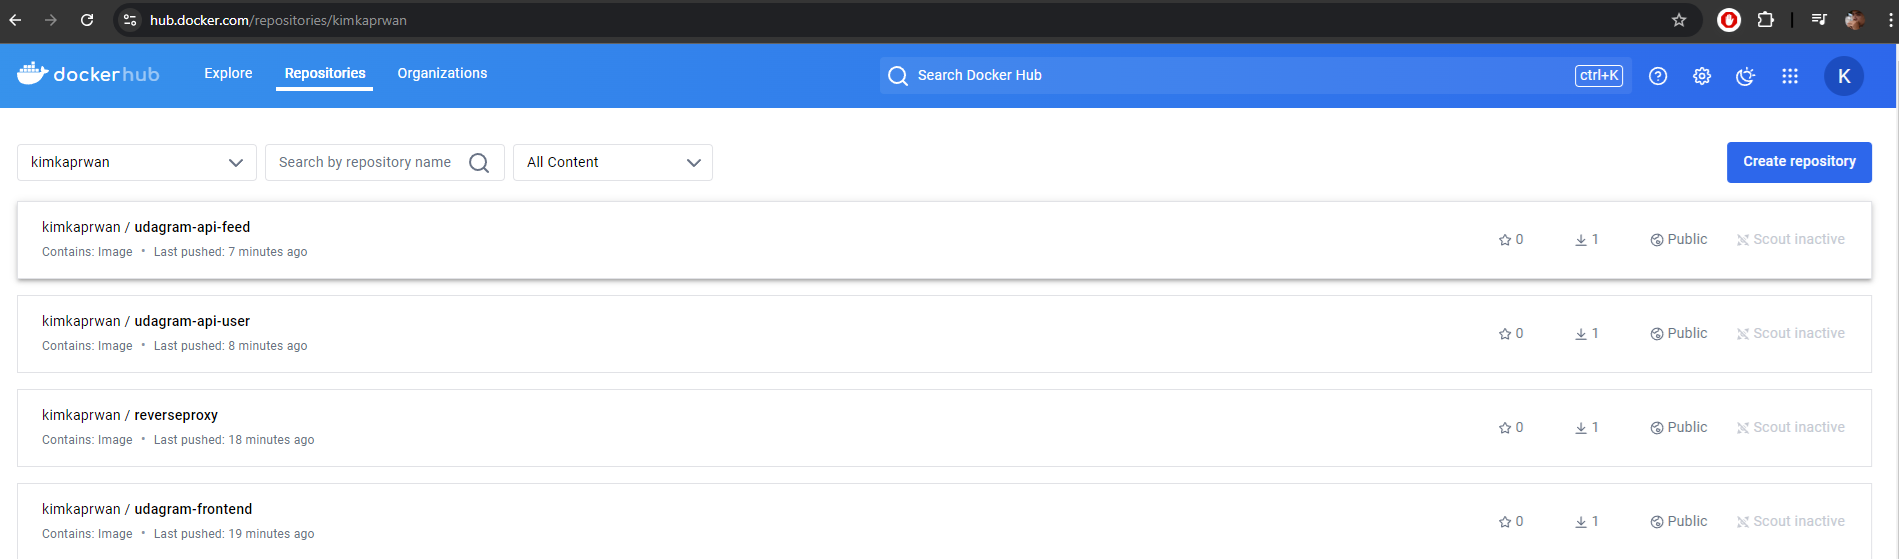 hub.docker.com/repositories/kimkaprwan
dockerhub Explore Repositories Organizations Search Docker Hub ctrl+K K
kimkaprwan Search by repository name All Content Create repository
kimkaprwan / udagram-api-feed
Contains: Image • Last pushed: 7 minutes ago 0 1 Public Scout inactive
kimkaprwan / udagram-api-user
Contains: Image • Last pushed: 8 minutes ago 0 1 Public Scout inactive
kimkaprwan / reverseproxy
Contains: Image • Last pushed: 18 minutes ago 0 1 Public Scout inactive
kimkaprwan / udagram-frontend
Contains: Image • Last pushed: 19 minutes ago 0 1 Public Scout inactive